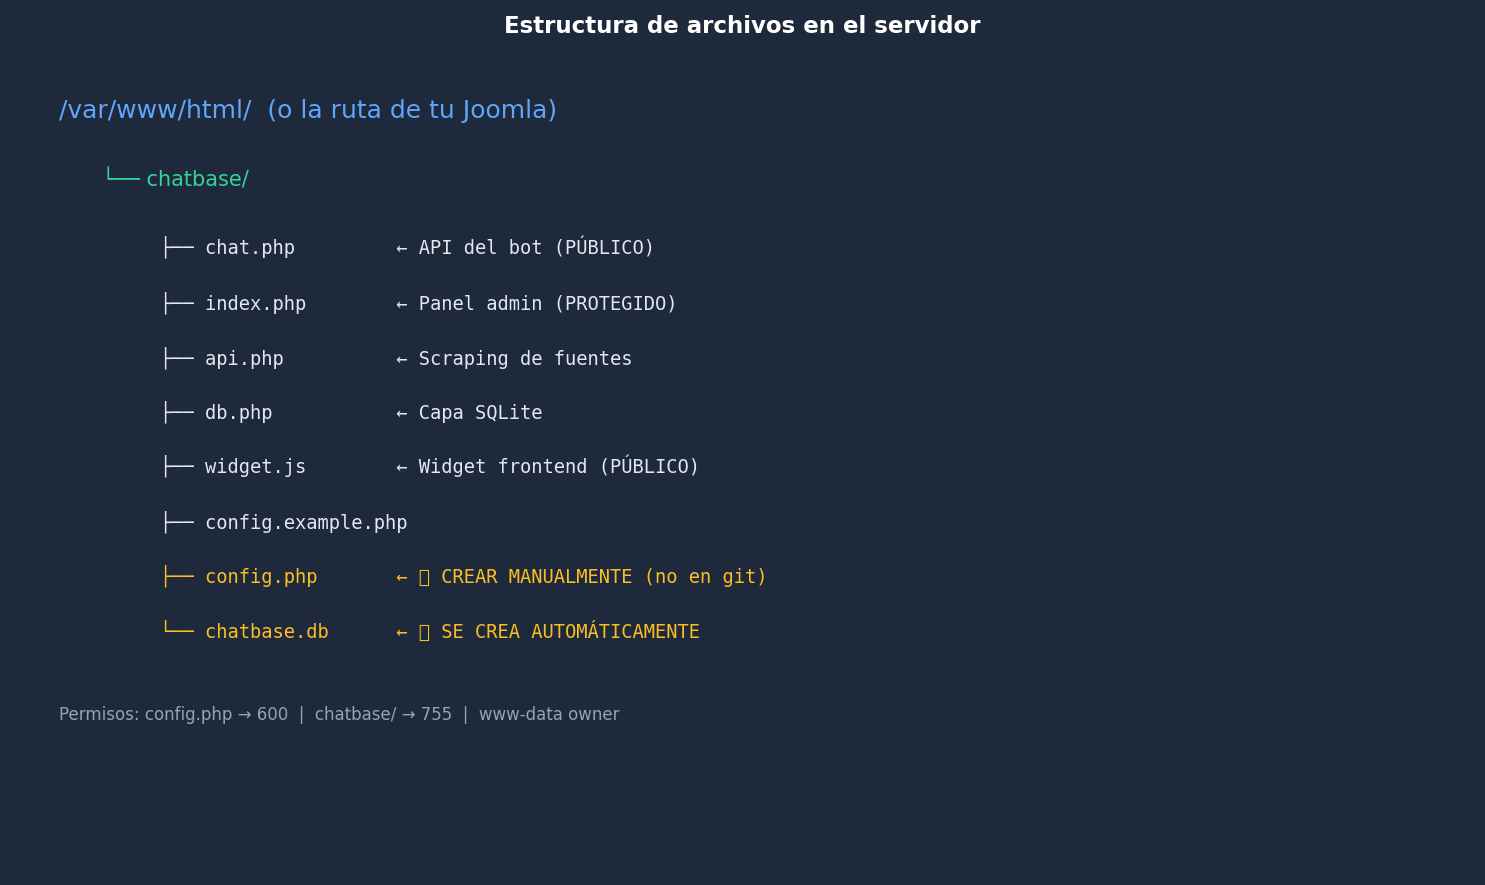 Estructura de archivos en el servidor
/var/www/html/  (o la ruta de tu Joomla)
└── chatbase/
├── chat.php         ← API del bot (PÚBLICO)
├── index.php        ← Panel admin (PROTEGIDO)
├── api.php          ← Scraping de fuentes
├── db.php           ← Capa SQLite
├── widget.js        ← Widget frontend (PÚBLICO)
├── config.example.php
├── config.php       ← ▯ CREAR MANUALMENTE (no en git)
└── chatbase.db      ← ▯ SE CREA AUTOMÁTICAMENTE
Permisos: config.php → 600  |  chatbase/ → 755  |  www-data owner